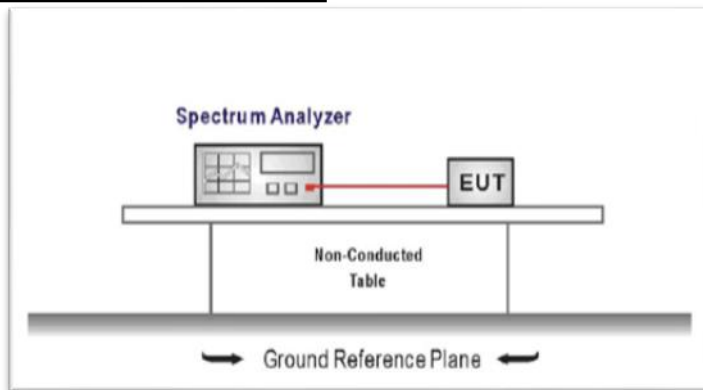 Spectrum Analyzer
EUT
Non-Conducted
Table
Ground Reference Plane